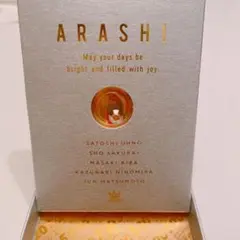 ARASHI
May your days be
bright and filled with joy.
SATOSHI OHNO
SHO SAKURAI
MASAKI AIBA
KAZUNARI NINOMIYA
JUN MATSUMOTO